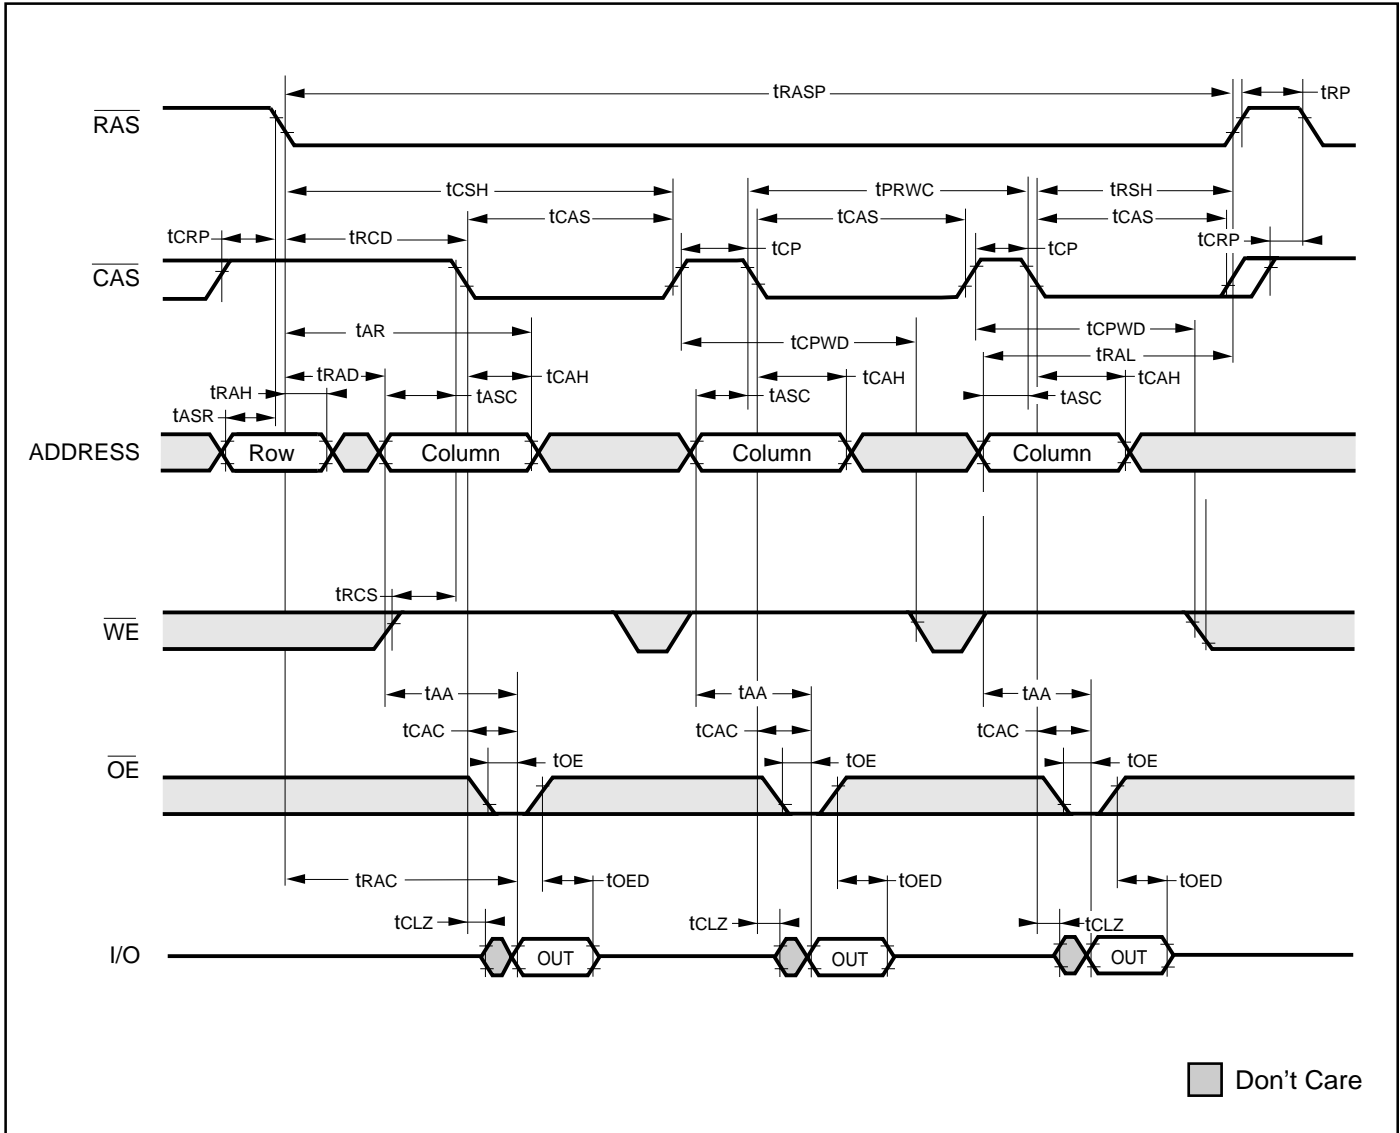 tRASP tRP
RAS
tCSH tPRWC tRSH
tCAS tCAS tCAS
tCRP tRCD tCP tCP tCRP
CAS
tAR tCPWD tCPWD
tRAL
tRAD tCAH tCAH tCAH
tRAH tASC tASC tASC
tASR
ADDRESS Row Column Column Column
tRCS
WE
tAA tAA tAA
tCAC tCAC tCAC
OE tOE tOE tOE
tRAC tOED tOED tOED
tCLZ tCLZ tCLZ
I/O OUT OUT OUT
Don't Care